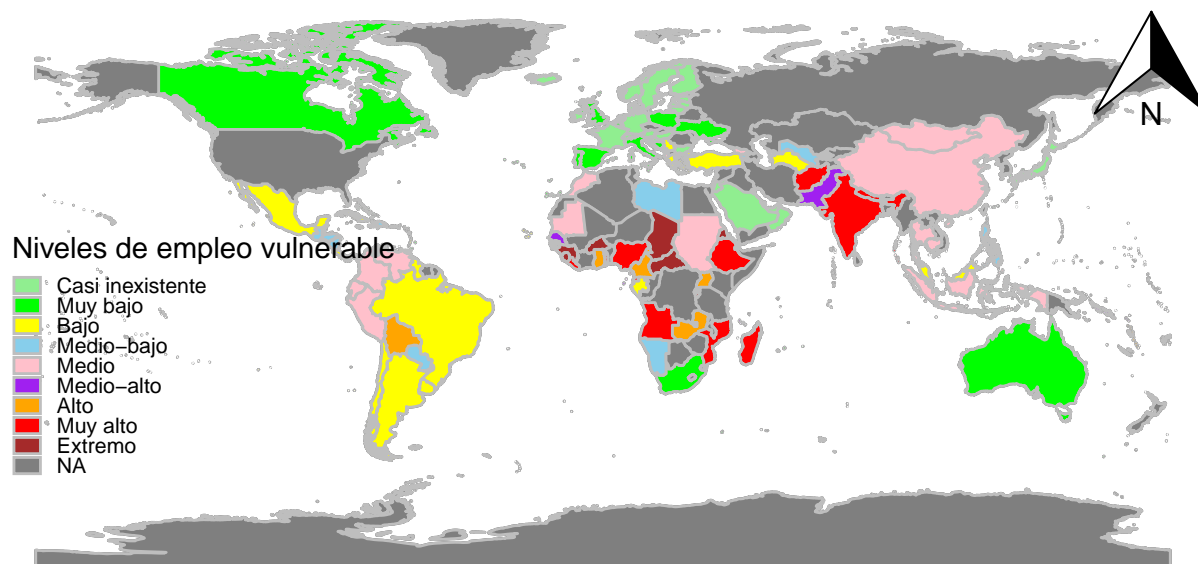 N
Niveles de empleo vulnerable
Casi inexistente
Muy bajo
Bajo
Medio−bajo
Medio
Medio−alto
Alto
Muy alto
Extremo
NA